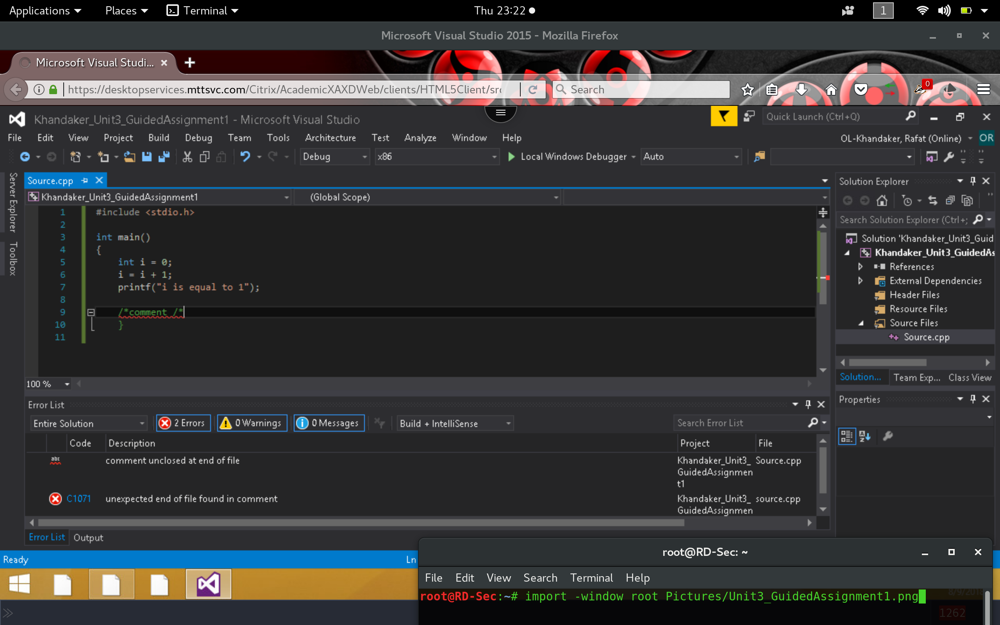 Applications Places Terminal Thu 23:22 1
Microsoft Visual Studio 2015 - Mozilla Firefox
Microsoft Visual Studi...
https://desktopservices.mttsvc.com/Citrix/AcademicXAXDWeb/clients/HTML5Client/src Search 0
Khandaker_Unit3_GuidedAssignment1 - Microsoft Visual Studio Quick Launch (Ctrl+Q)
File Edit View Project Build Debug Team Tools Architecture Test Analyze Window Help OL-Khandaker, Rafat (Online) OR
Debug x86 Local Windows Debugger Auto
Server Explorer
Toolbox
Source.cpp
Khandaker_Unit3_GuidedAssignment1 (Global Scope)
1 #include <stdio.h>
2
3 int main()
4 {
5 int i = 0;
6 i = i + 1;
7 printf("i is equal to 1");
8
9 /*comment /*
10 }
11
100 %
Solution Explorer
Search Solution Explorer (Ctrl+;
Solution 'Khandaker_Unit3_Guid
Khandaker_Unit3_GuidedAs
References
External Dependencies
Header Files
Resource Files
Source Files
Source.cpp
Solution... Team Exp... Class View
Properties
Error List
Entire Solution 2 Errors 0 Warnings 0 Messages Build + IntelliSense Search Error List
Code Description Project File
abc comment unclosed at end of file Khandaker_Unit3_ Source.cpp
GuidedAssignmen
t1
C1071 unexpected end of file found in comment Khandaker_Unit3_ source.cpp
GuidedAssignmen
Error List Output
Ready Ln
root@RD-Sec: ~
File Edit View Search Terminal Help
root@RD-Sec:~# import -window root Pictures/Unit3_GuidedAssignment1.png
8/9/2018
1262